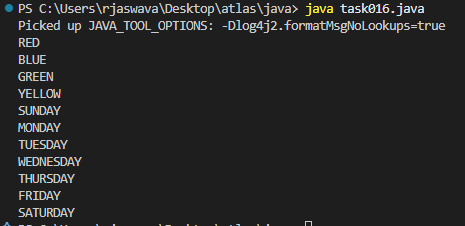 PS C:\Users\rjaswava\Desktop\atlas\java> java task016.java
Picked up JAVA_TOOL_OPTIONS: -Dlog4j2.formatMsgNoLookups=true
RED
BLUE
GREEN
YELLOW
SUNDAY
MONDAY
TUESDAY
WEDNESDAY
THURSDAY
FRIDAY
SATURDAY